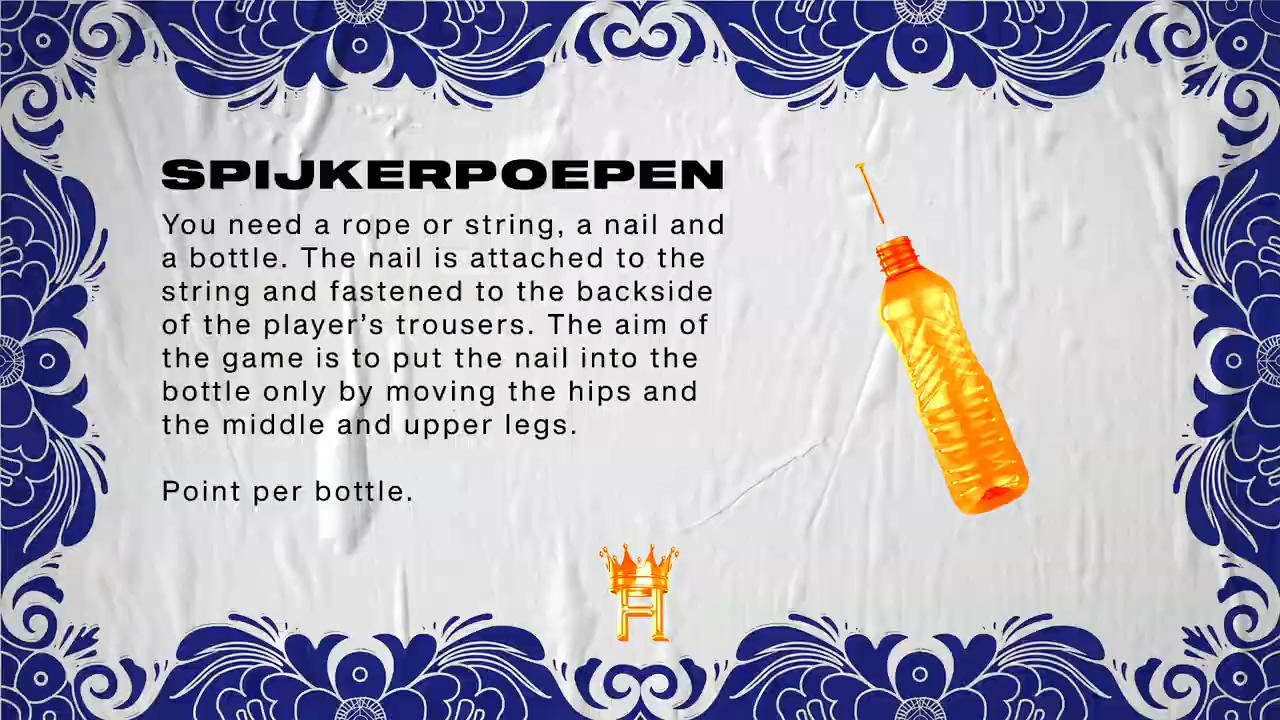 SPIJKERPOEPEN
You need a rope or string, a nail and
a bottle. The nail is attached to the
string and fastened to the backside
of the player’s trousers. The aim of
the game is to put the nail into the
bottle only by moving the hips and
the middle and upper legs.
Point per bottle.
H